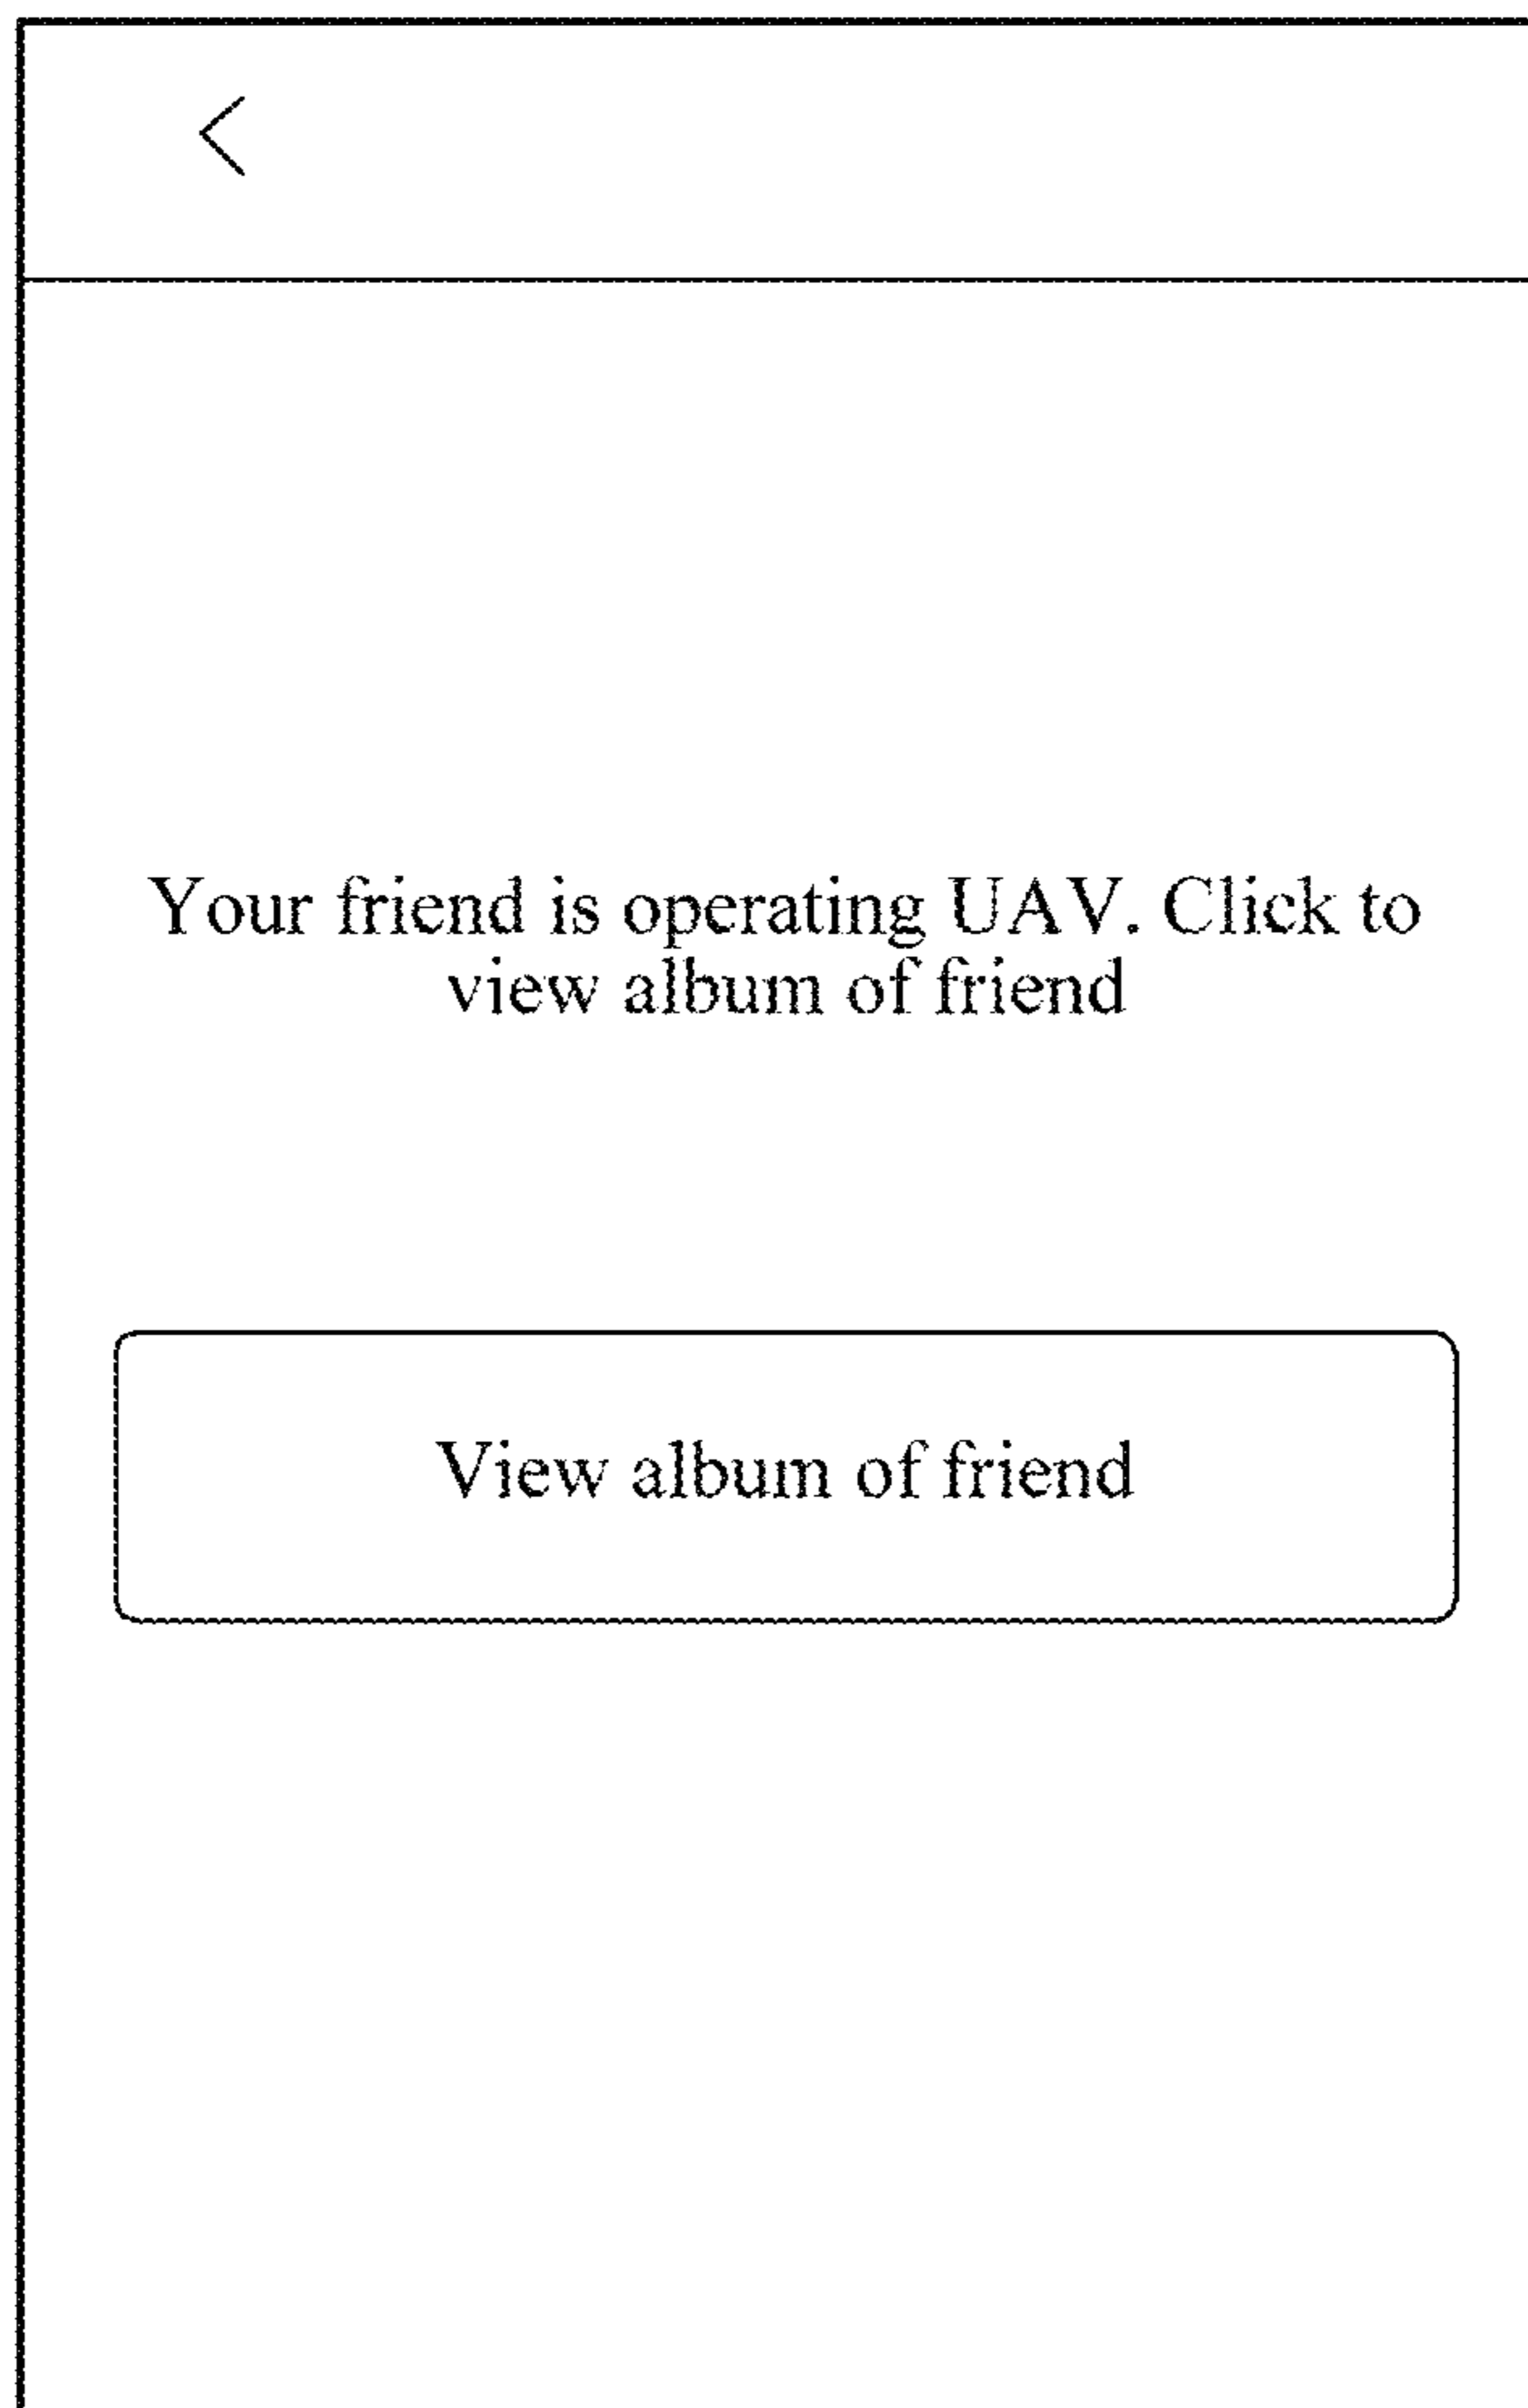 Your friend is operating UAV. Click to
view album of friend
View album of friend